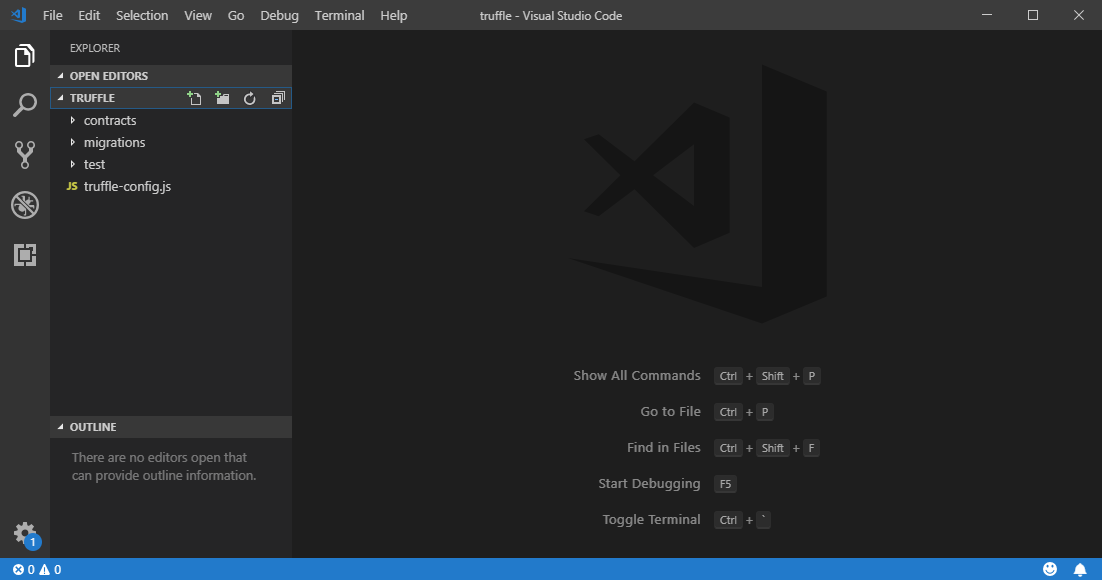 File Edit Selection View Go Debug Terminal Help truffle - Visual Studio Code
EXPLORER
OPEN EDITORS
TRUFFLE
contracts
migrations
test
JS truffle-config.js
OUTLINE
There are no editors open that
can provide outline information.
Show All Commands Ctrl + Shift + P
Go to File Ctrl + P
Find in Files Ctrl + Shift + F
Start Debugging F5
Toggle Terminal Ctrl + `
1
0 0